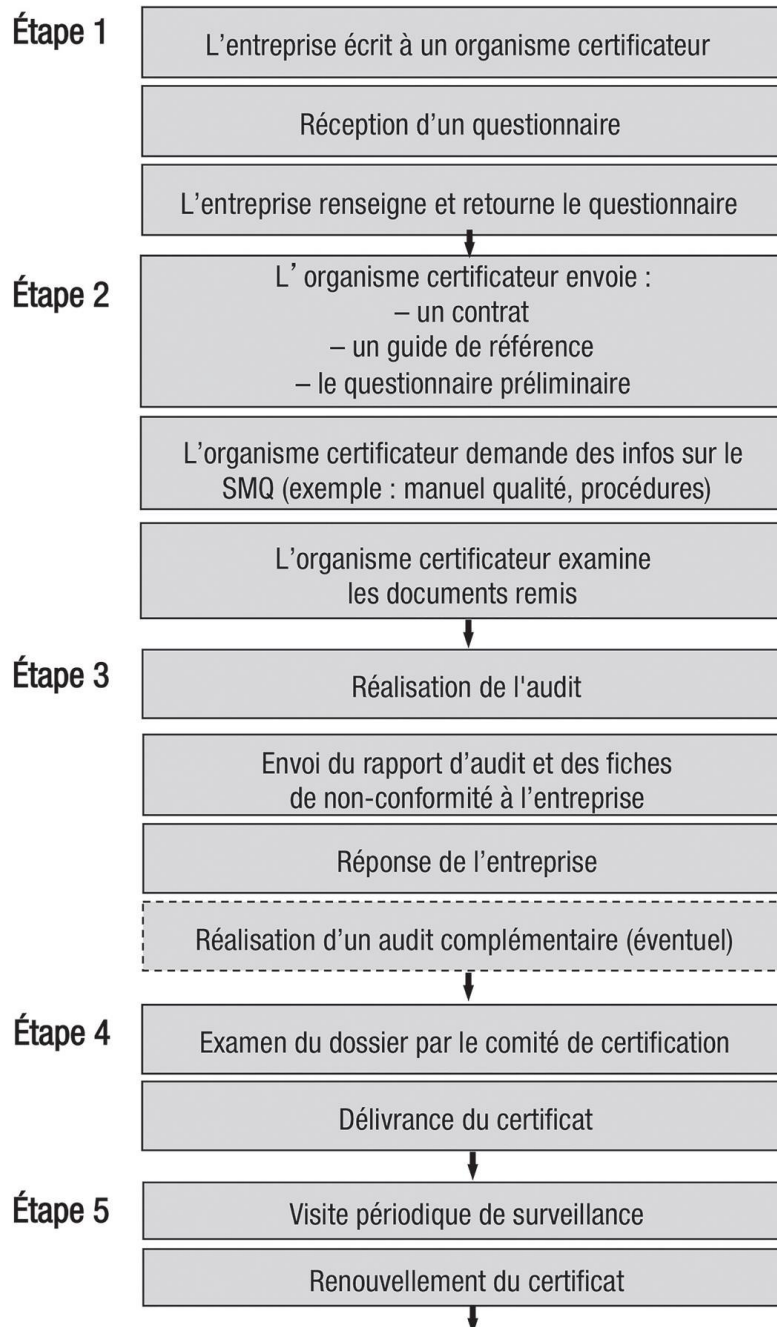 Étape 1
L'entreprise écrit à un organisme certificateur
Réception d'un questionnaire
L'entreprise renseigne et retourne le questionnaire
Étape 2
L' organisme certificateur envoie :
– un contrat
– un guide de référence
– le questionnaire préliminaire
L'organisme certificateur demande des infos sur le
SMQ (exemple : manuel qualité, procédures)
L'organisme certificateur examine
les documents remis
Étape 3
Réalisation de l'audit
Envoi du rapport d'audit et des fiches
de non-conformité à l'entreprise
Réponse de l'entreprise
Réalisation d'un audit complémentaire (éventuel)
Étape 4
Examen du dossier par le comité de certification
Délivrance du certificat
Étape 5
Visite périodique de surveillance
Renouvellement du certificat